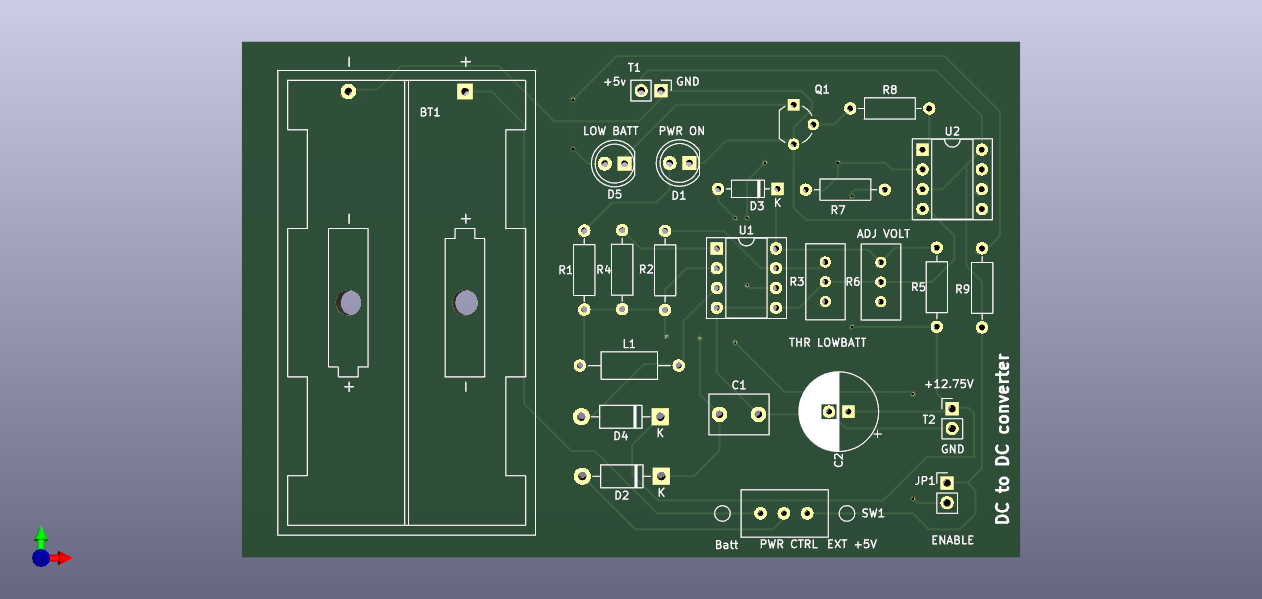 T1
+5v
GND
BT1
Q1
R8
LOW BATT
PWR ON
U2
D5
D1
D3
K
R7
U1
ADJ VOLT
R1
R4
R2
R3
R6
R5
R9
L1
THR LOWBATT
C1
+12.75V
D4
K
T2
GND
C2
D2
K
JP1
SW1
Batt
PWR CTRL
EXT +5V
ENABLE
DC to DC converter